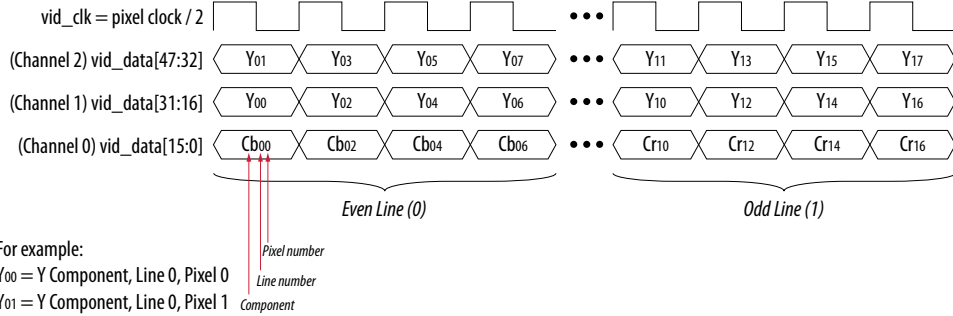 vid_clk = pixel clock / 2 •••
(Channel 2) vid_data[47:32] Y01 Y03 Y05 Y07 ••• Y11 Y13 Y15 Y17
(Channel 1) vid_data[31:16] Y00 Y02 Y04 Y06 ••• Y10 Y12 Y14 Y16
(Channel 0) vid_data[15:0] Cb00 Cb02 Cb04 Cb06 ••• Cr10 Cr12 Cr14 Cr16
Even Line (0) Odd Line (1)
For example:
Pixel number
Y00 = Y Component, Line 0, Pixel 0
Line number
Y01 = Y Component, Line 0, Pixel 1
Component